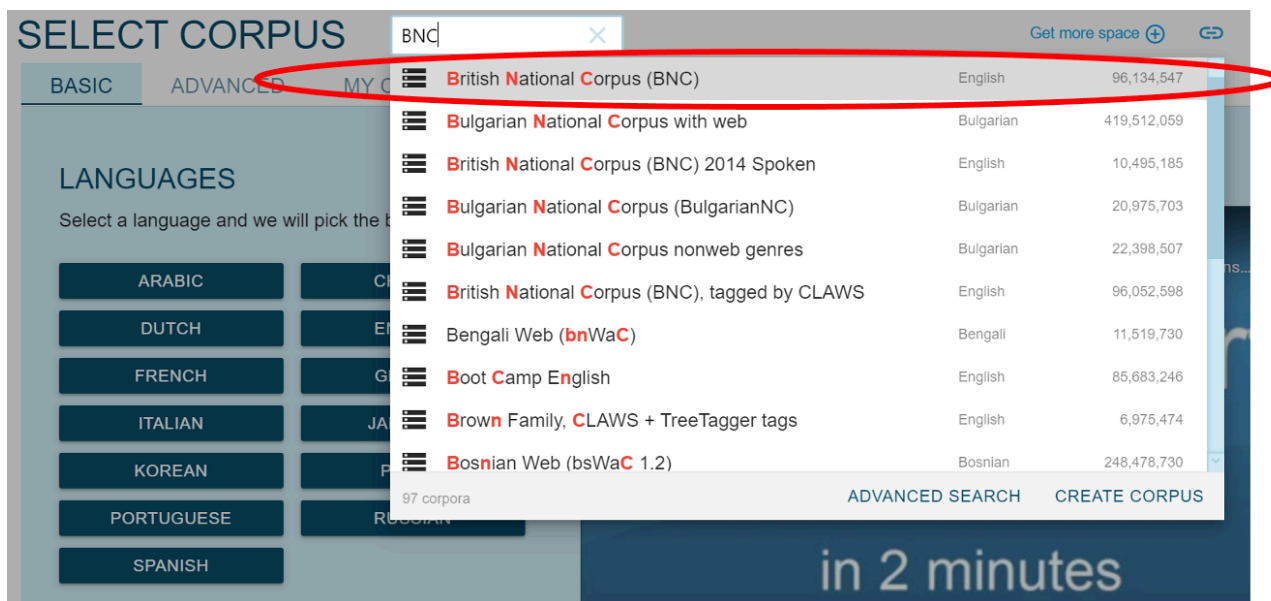 SELECT CORPUS BNC Get more space
BASIC ADVANCED MY C
British National Corpus (BNC) English 96,134,547
Bulgarian National Corpus with web Bulgarian 419,512,059
British National Corpus (BNC) 2014 Spoken English 10,495,185
Bulgarian National Corpus (BulgarianNC) Bulgarian 20,975,703
Bulgarian National Corpus nonweb genres Bulgarian 22,398,507
British National Corpus (BNC), tagged by CLAWS English 96,052,598
Bengali Web (bnWaC) Bengali 11,519,730
Boot Camp English English 85,683,246
Brown Family, CLAWS + TreeTagger tags English 6,975,474
Bosnian Web (bsWaC 1.2) Bosnian 248,478,730
97 corpora ADVANCED SEARCH CREATE CORPUS
LANGUAGES
Select a language and we will pick the b
ARABIC CH
DUTCH EN
FRENCH G
ITALIAN JA
KOREAN P
PORTUGUESE RUSSIAN
SPANISH
ns...
in 2 minutes